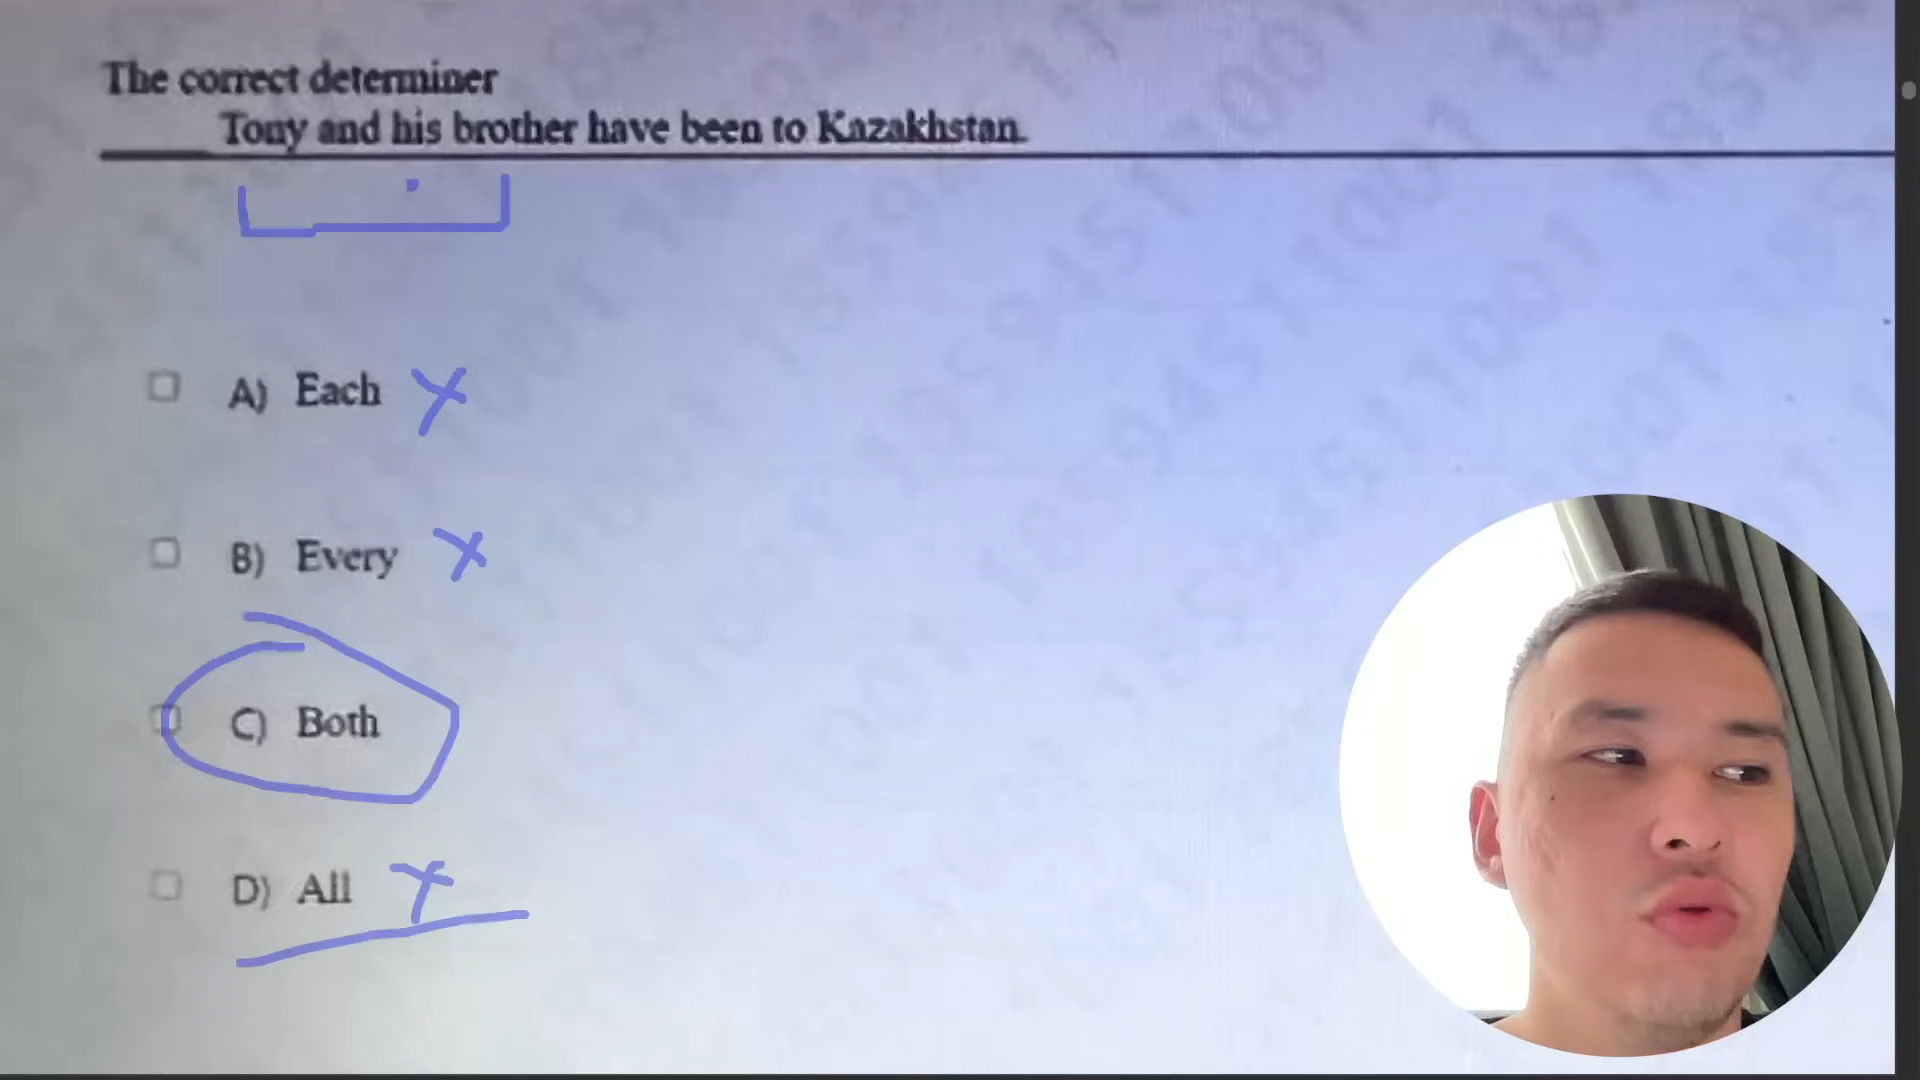 The correct determiner
Tony and his brother have been to Kazakhstan.
A) Each
B) Every
C) Both
D) All